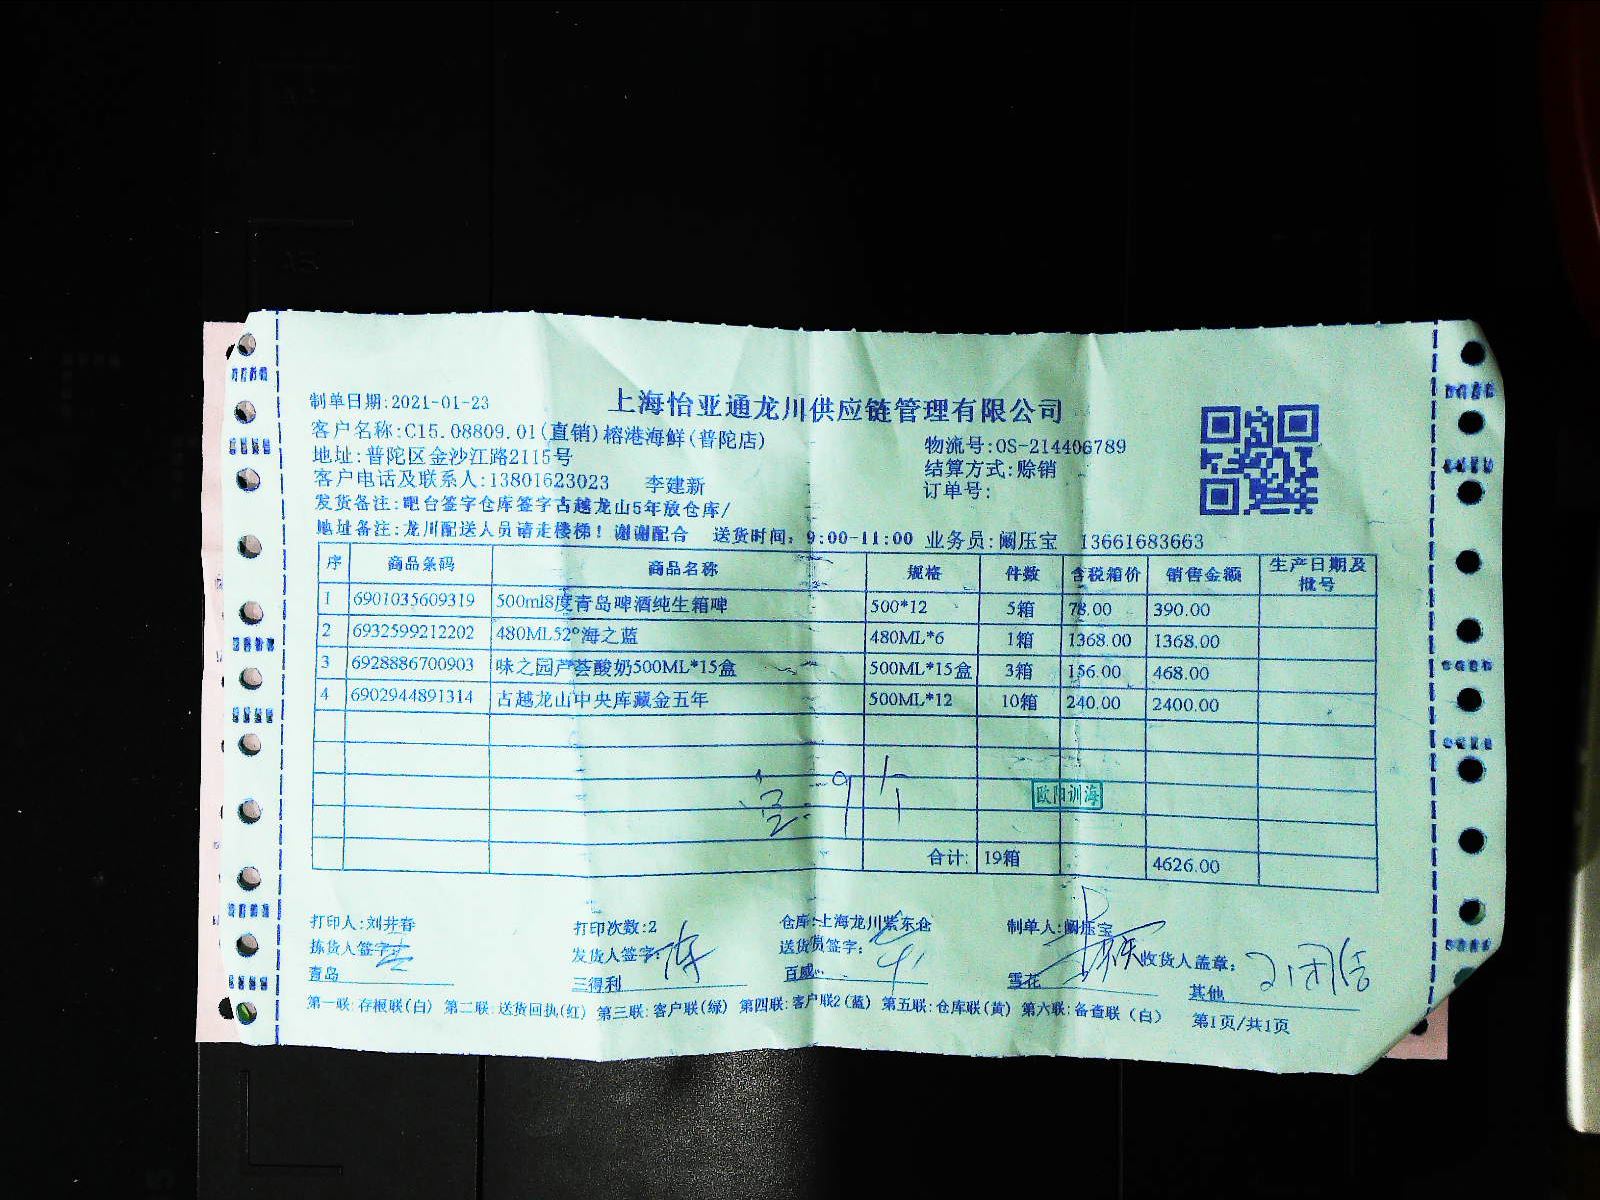 制单日期:2021-01-23
上海怡亚通龙川供应链管理有限公司
客户名称:C15.08809.01(直销)榕港海鲜(普陀店)
物流号:OS-214406789
地址:普陀区金沙江路2115号
结算方式:赊销
客户电话及联系人:13801623023 李建新
订单号:
发货备注:吧台签字仓库签字古越龙山5年放仓库/
地址备注:龙川配送人员请走楼梯!谢谢配合 送货时间:9:00-11:00 业务员:阚压宝 13661683663
序 商品条码 商品名称 规格 件数 含税箱价 销售金额 生产日期及批号
1 6901035609319 500ml8度青岛啤酒纯生箱啤 500*12 5箱 78.00 390.00
2 6932599212202 480ML52°海之蓝 480ML*6 1箱 1368.00 1368.00
3 6928886700903 味之园芦荟酸奶500ML*15盒 500ML*15盒 3箱 156.00 468.00
4 6902944891314 古越龙山中央库藏金五年 500ML*12 10箱 240.00 2400.00
欧阳训海
合计: 19箱 4626.00
打印人:刘井春 打印次数:2 仓库:上海龙川紫东仓 制单人:阚压宝
拣货人签字: 发货人签字: 送货员签字: 收货人盖章:
青岛 三得利 百威 雪花 其他
第一联:存根联(白) 第二联:送货回执(红) 第三联:客户联(绿) 第四联:客户联2(蓝) 第五联:仓库联(黄) 第六联:备查联(白) 第1页/共1页